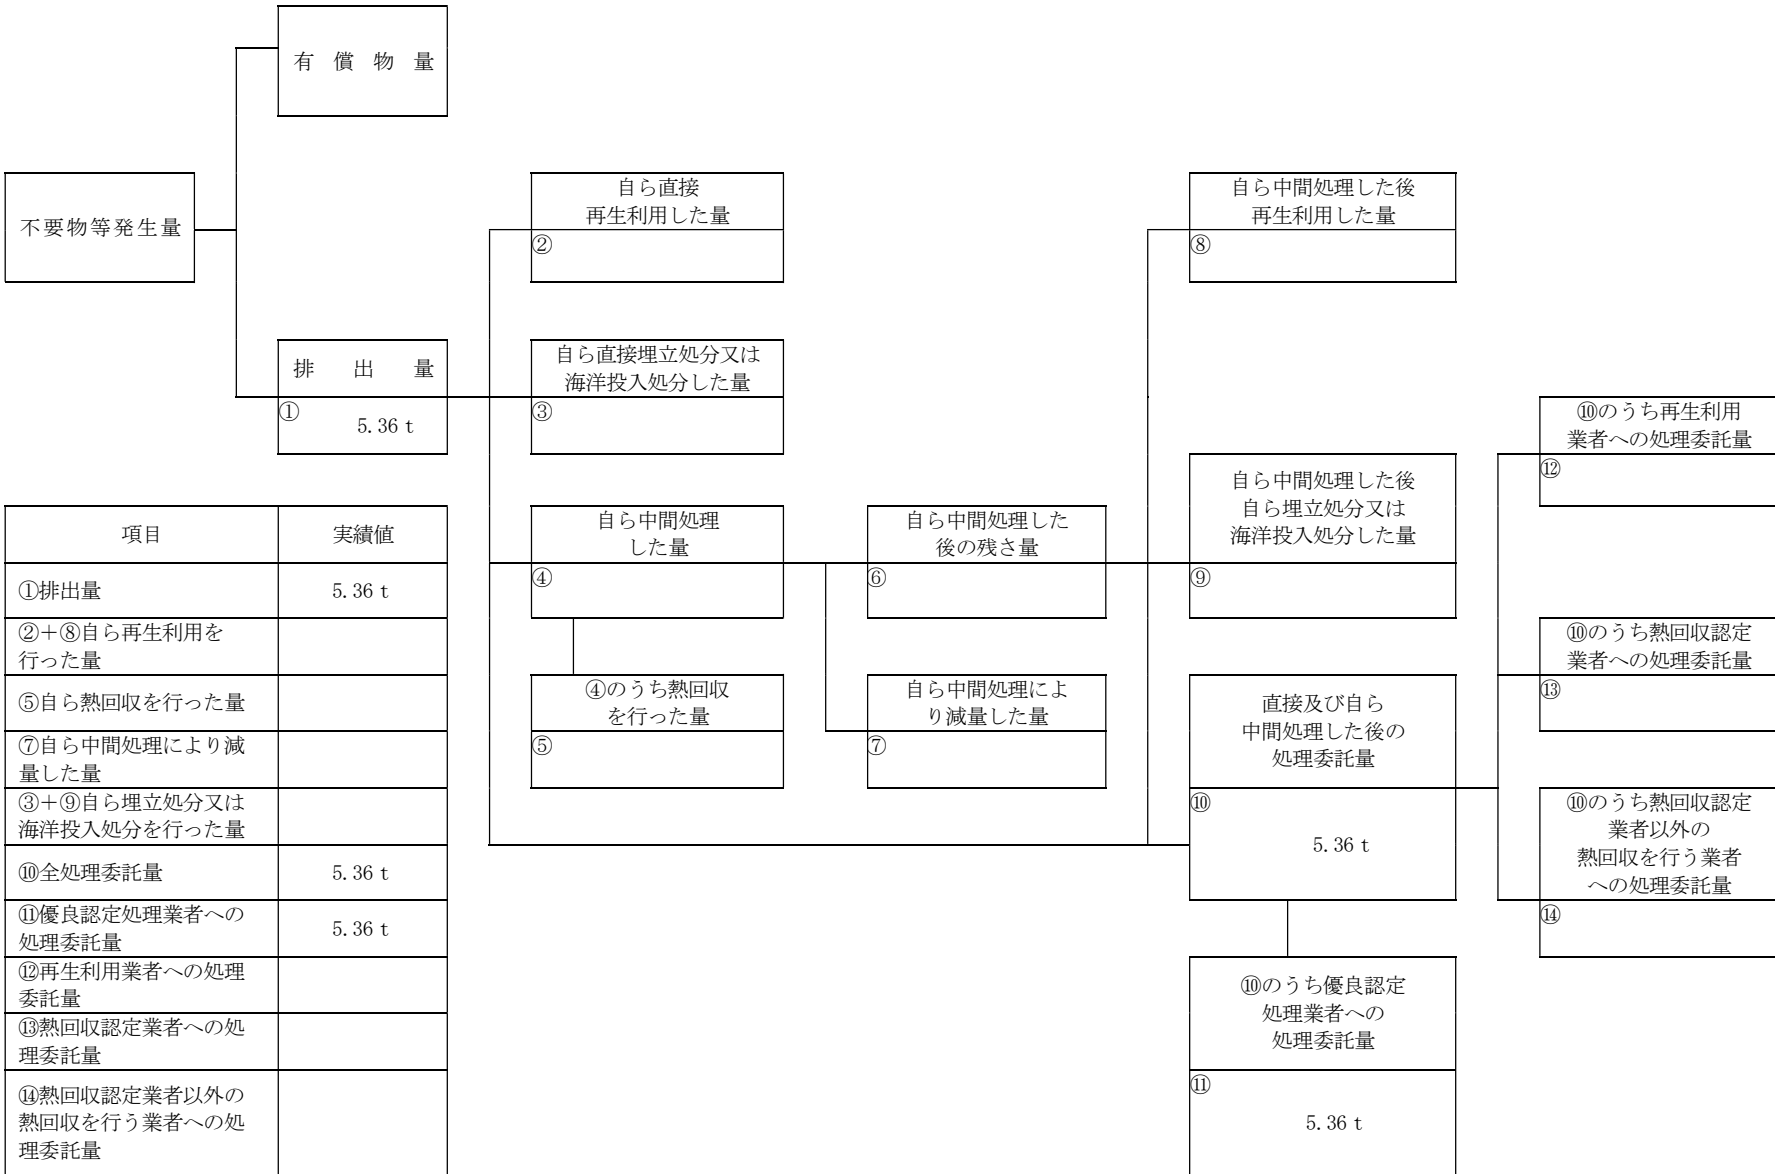 有償物量
不要物等発生量
自ら直接
再生利用した量
②
自ら中間処理した後
再生利用した量
⑧
排出量
①
5.36 t
自ら直接埋立処分又は
海洋投入処分した量
③
⑩のうち再生利用
業者への処理委託量
⑫
自ら中間処理した後
自ら埋立処分又は
海洋投入処分した量
⑨
自ら中間処理
した量
④
自ら中間処理した
後の残さ量
⑥
⑩のうち熱回収認定
業者への処理委託量
⑬
④のうち熱回収
を行った量
⑤
自ら中間処理によ
り減量した量
⑦
直接及び自ら
中間処理した後の
処理委託量
⑩
5.36 t
⑩のうち熱回収認定
業者以外の
熱回収を行う業者
への処理委託量
⑭
⑩のうち優良認定
処理業者への
処理委託量
⑪
5.36 t
項目 実績値
①排出量 5.36 t
②+⑧自ら再生利用を
行った量
⑤自ら熱回収を行った量
⑦自ら中間処理により減
量した量
③+⑨自ら埋立処分又は
海洋投入処分を行った量
⑩全処理委託量 5.36 t
⑪優良認定処理業者への
処理委託量 5.36 t
⑫再生利用業者への処理
委託量
⑬熱回収認定業者への処
理委託量
⑭熱回収認定業者以外の
熱回収を行う業者への処
理委託量